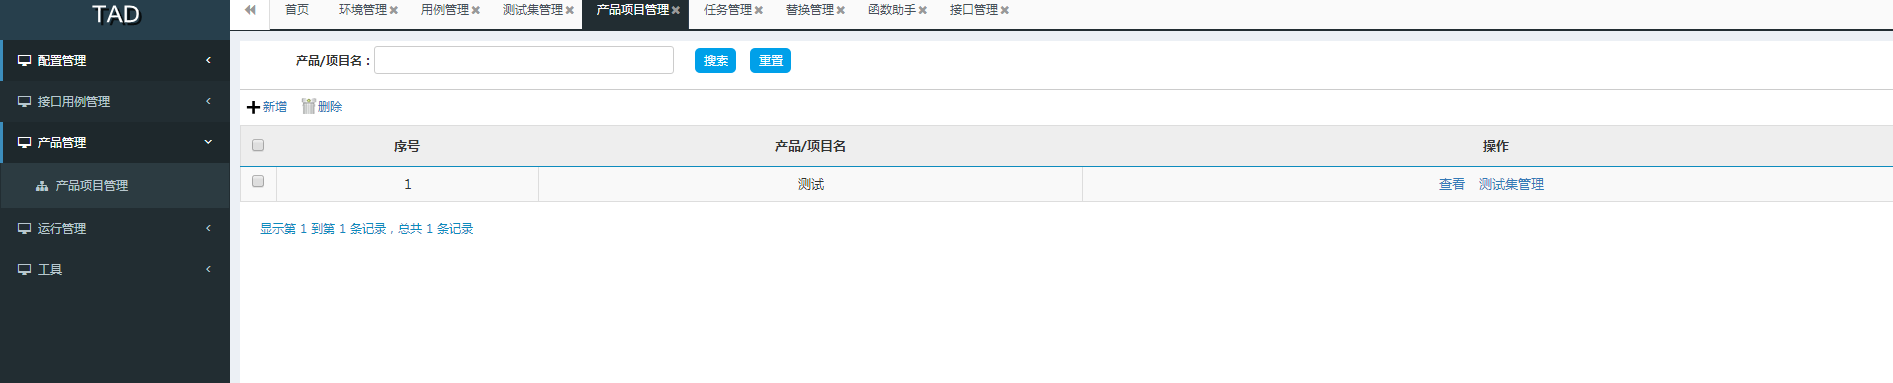 TAD
首页 环境管理 用例管理 测试集管理 产品项目管理 任务管理 替换管理 函数助手 接口管理
配置管理
接口用例管理
产品管理
产品项目管理
运行管理
工具
产品/项目名： 搜索 重置
新增 删除
序号 产品/项目名 操作
1 测试 查看 测试集管理
显示第 1 到第 1 条记录，总共 1 条记录